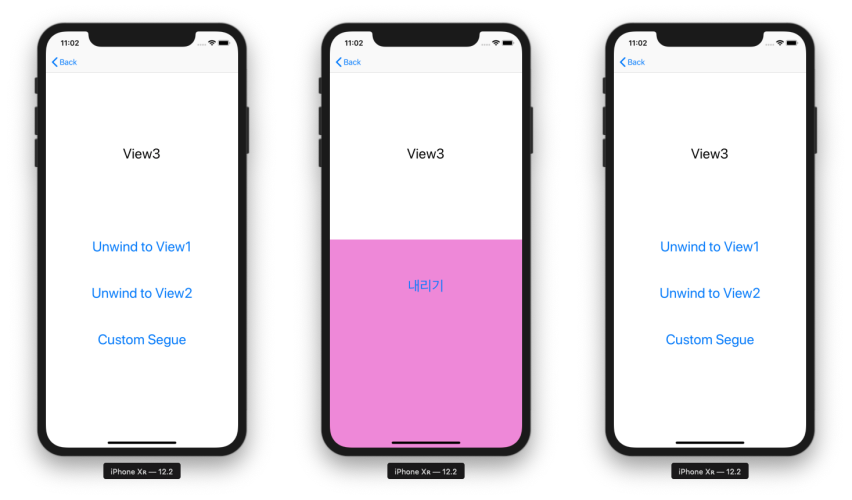 11:02
Back
View3
Unwind to View1
Unwind to View2
Custom Segue
iPhone Xʀ — 12.2
11:02
Back
View3
내리기
iPhone Xʀ — 12.2
11:02
Back
View3
Unwind to View1
Unwind to View2
Custom Segue
iPhone Xʀ — 12.2